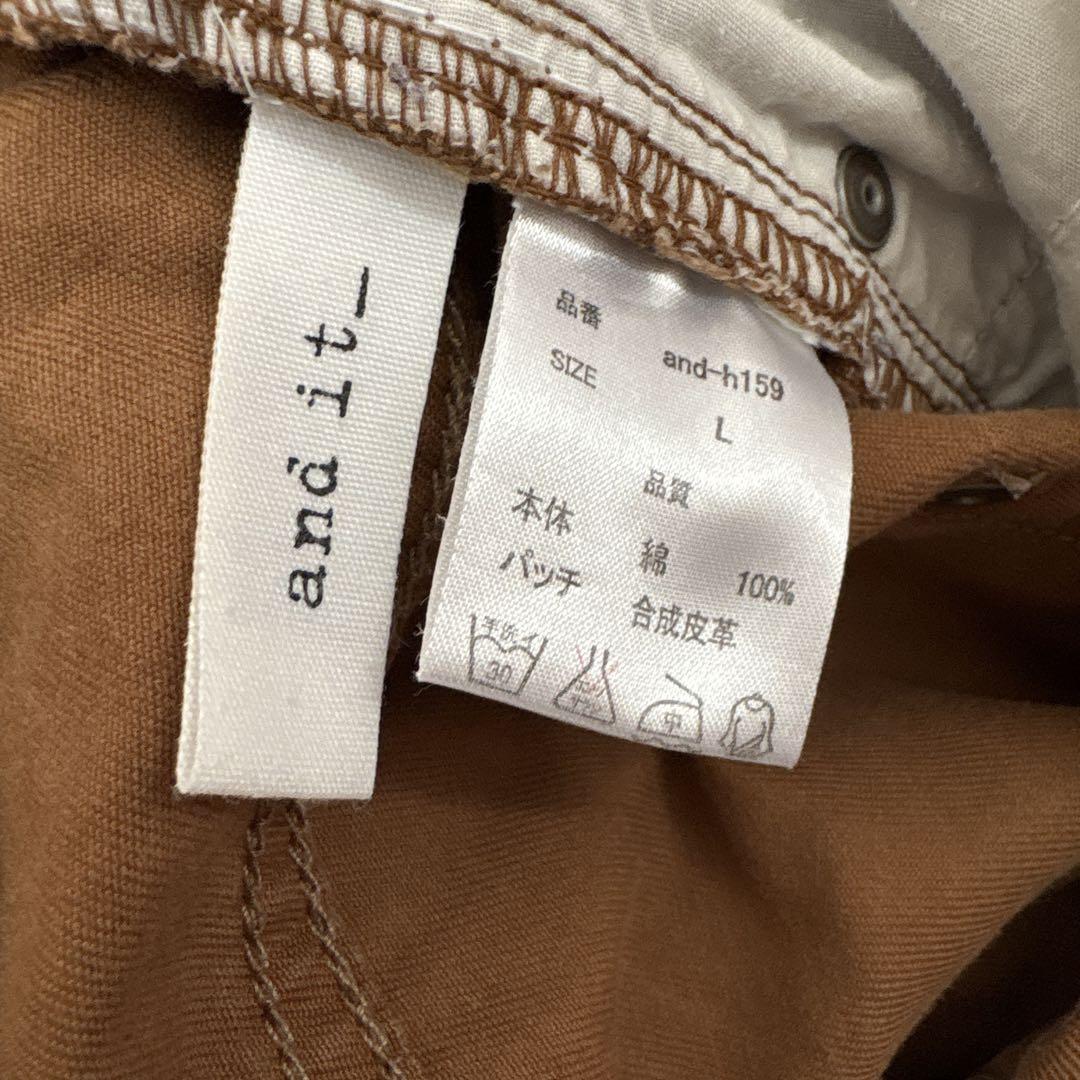 and it_
品番
and-h159
SIZE
L
品質
本体 綿 100%
パッチ 合成皮革
手洗イ
30
中